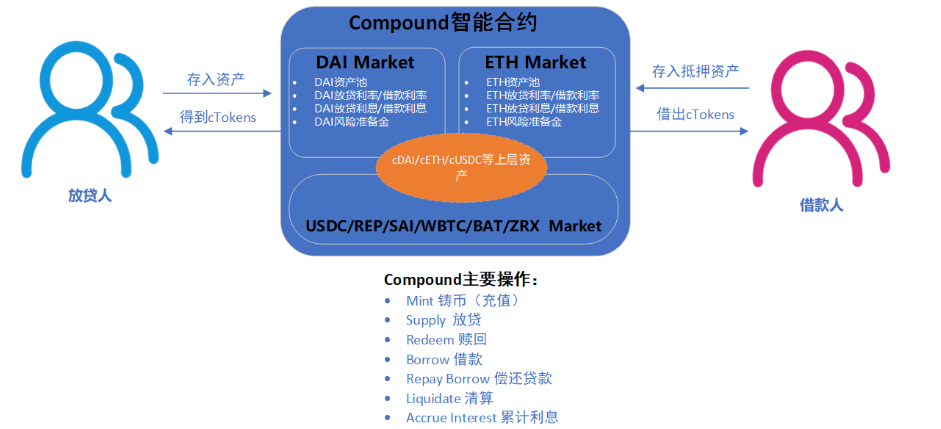 Compound智能合约
DAI Market
DAI资产池
DAI放贷利率/借款利率
DAI放贷利息/借款利息
DAI风险准备金
ETH Market
ETH资产池
ETH放贷利率/借款利率
ETH放贷利息/借款利息
ETH风险准备金
存入资产
得到cTokens
放贷人
存入抵押资产
借出cTokens
借款人
cDAI/cETH/cUSDC等上层资
产
USDC/REP/SAI/WBTC/BAT/ZRX Market
Compound主要操作：
Mint 铸币（充值）
Supply 放贷
Redeem 赎回
Borrow 借款
Repay Borrow 偿还贷款
Liquidate 清算
Accrue Interest 累计利息